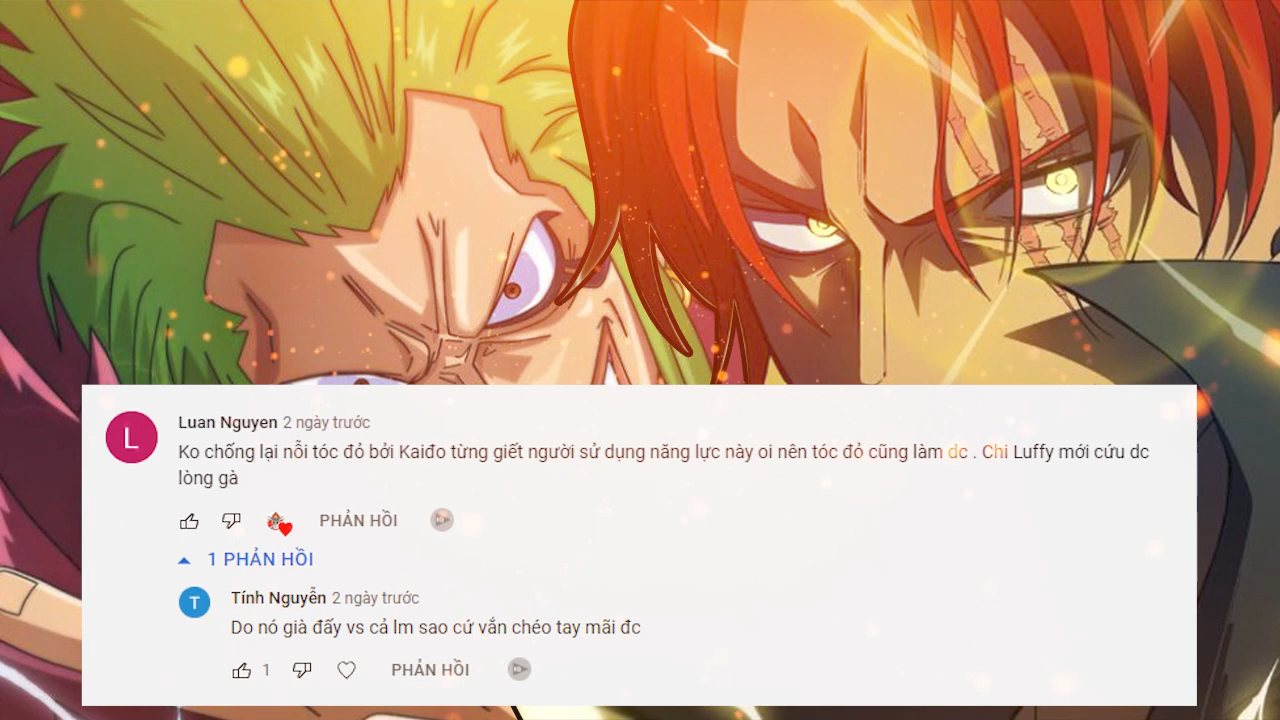 L
Luan Nguyen 2 ngày trước
Ko chống lại nỗi tóc đỏ bởi Kaiđo từng giết người sử dụng năng lực này oi nên tóc đỏ cũng làm dc . Chi Luffy mới cứu dc
lòng gà
PHẢN HỒI
1 PHẢN HỒI
T
Tính Nguyễn 2 ngày trước
Do nó già đấy vs cả lm sao cứ vắn chéo tay mãi đc
1
PHẢN HỒI